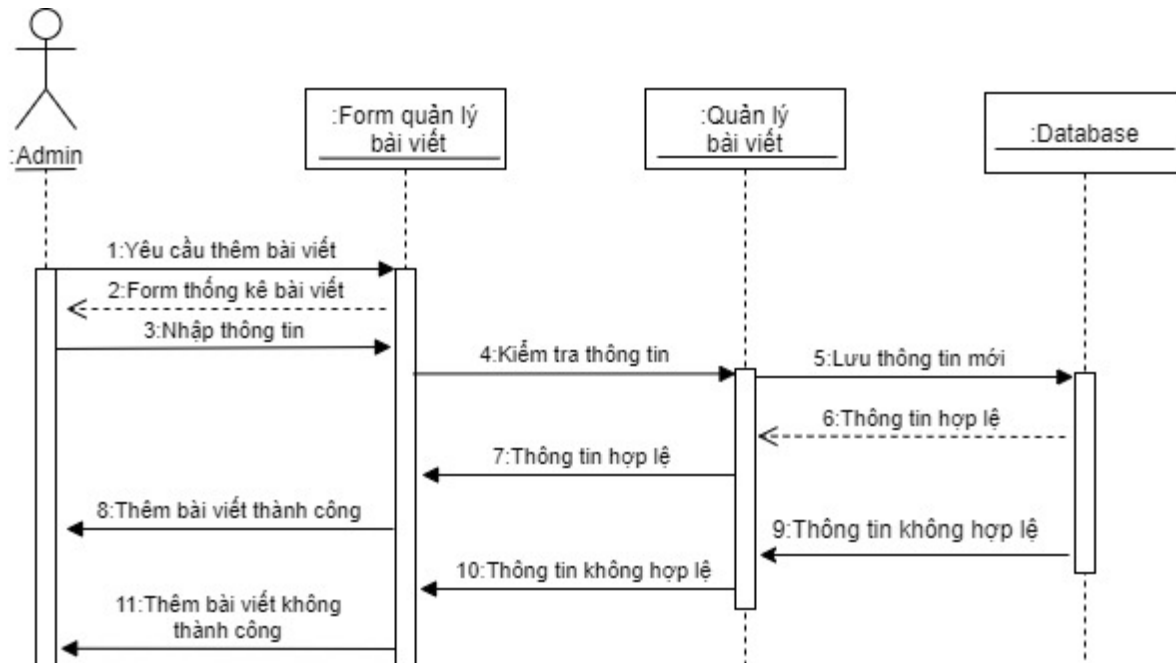 :Admin
:Form quản lý
bài viết
:Quản lý
bài viết
:Database
1:Yêu cầu thêm bài viết
2:Form thống kê bài viết
3:Nhập thông tin
4:Kiểm tra thông tin
5:Lưu thông tin mới
6:Thông tin hợp lệ
7:Thông tin hợp lệ
8:Thêm bài viết thành công
9:Thông tin không hợp lệ
10:Thông tin không hợp lệ
11:Thêm bài viết không
thành công